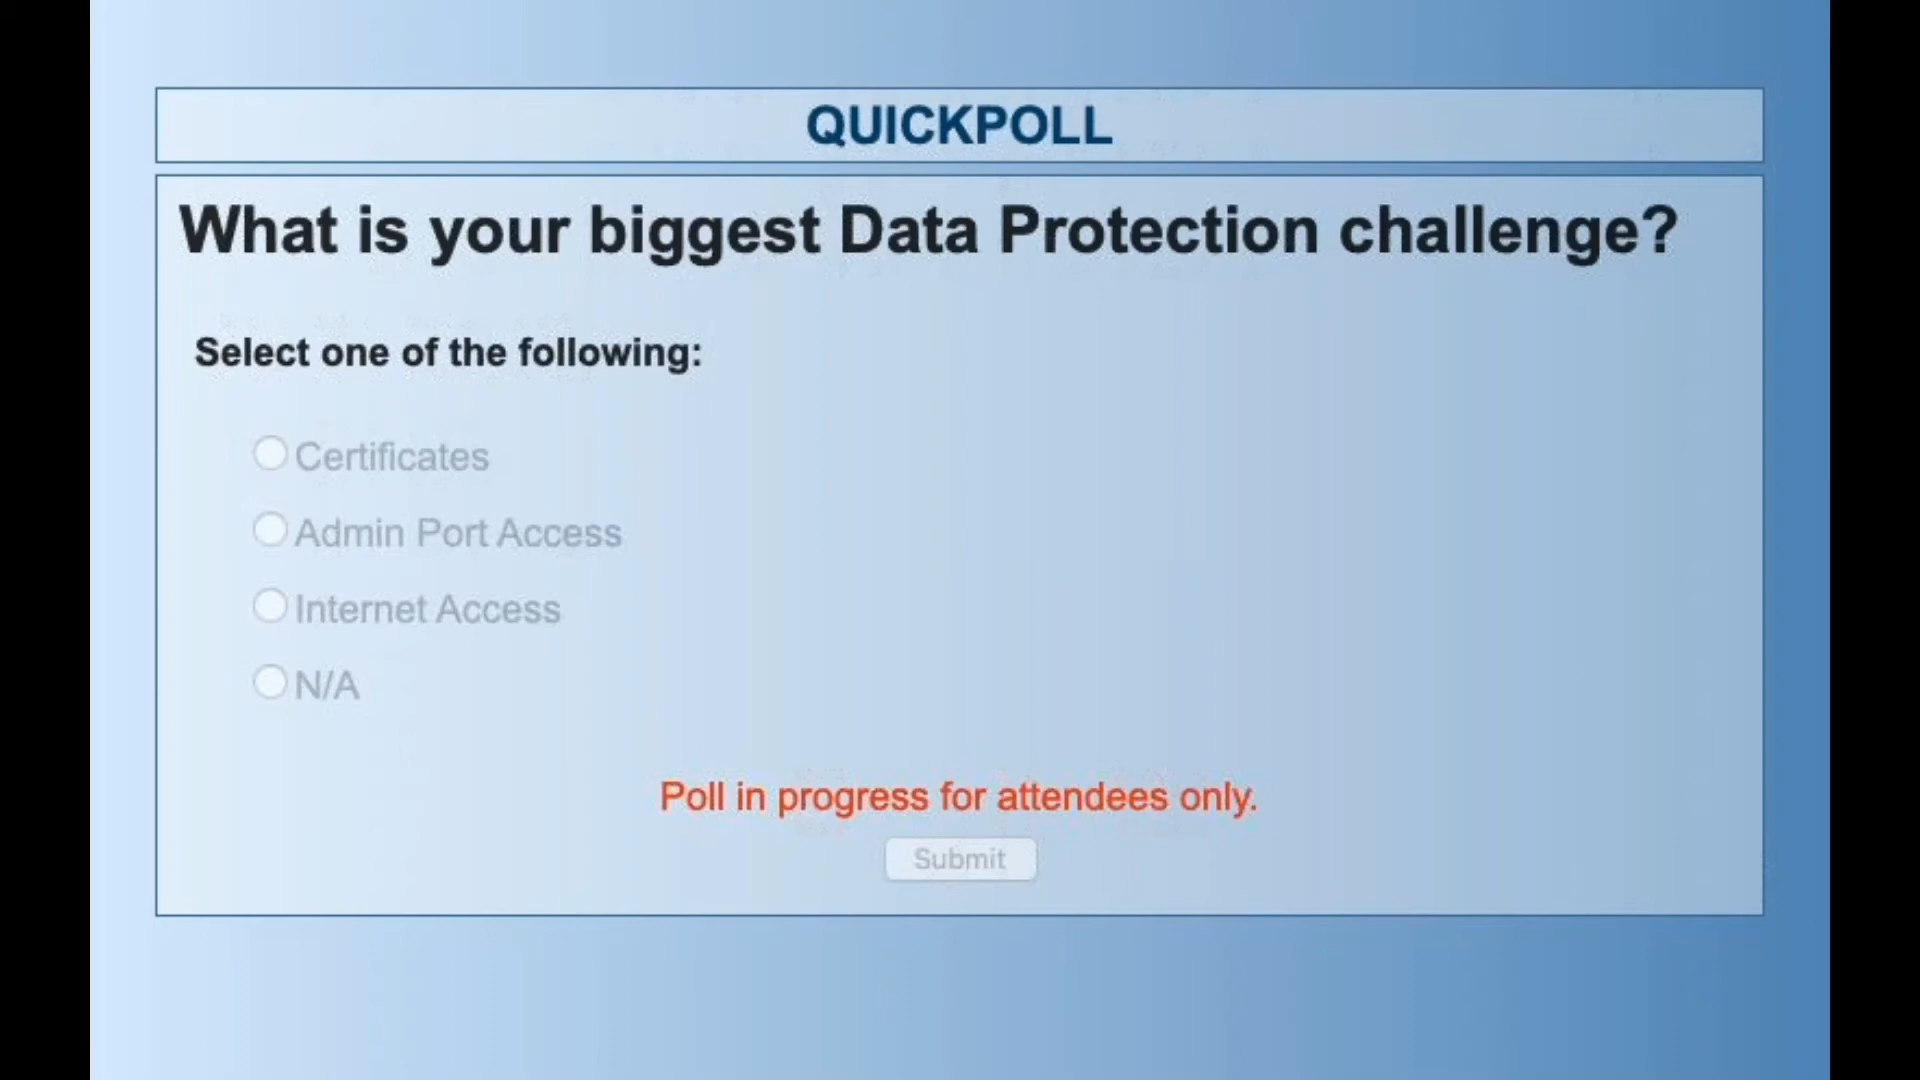 QUICKPOLL
What is your biggest Data Protection challenge?
Select one of the following:
Certificates
Admin Port Access
Internet Access
N/A
Poll in progress for attendees only.
Submit